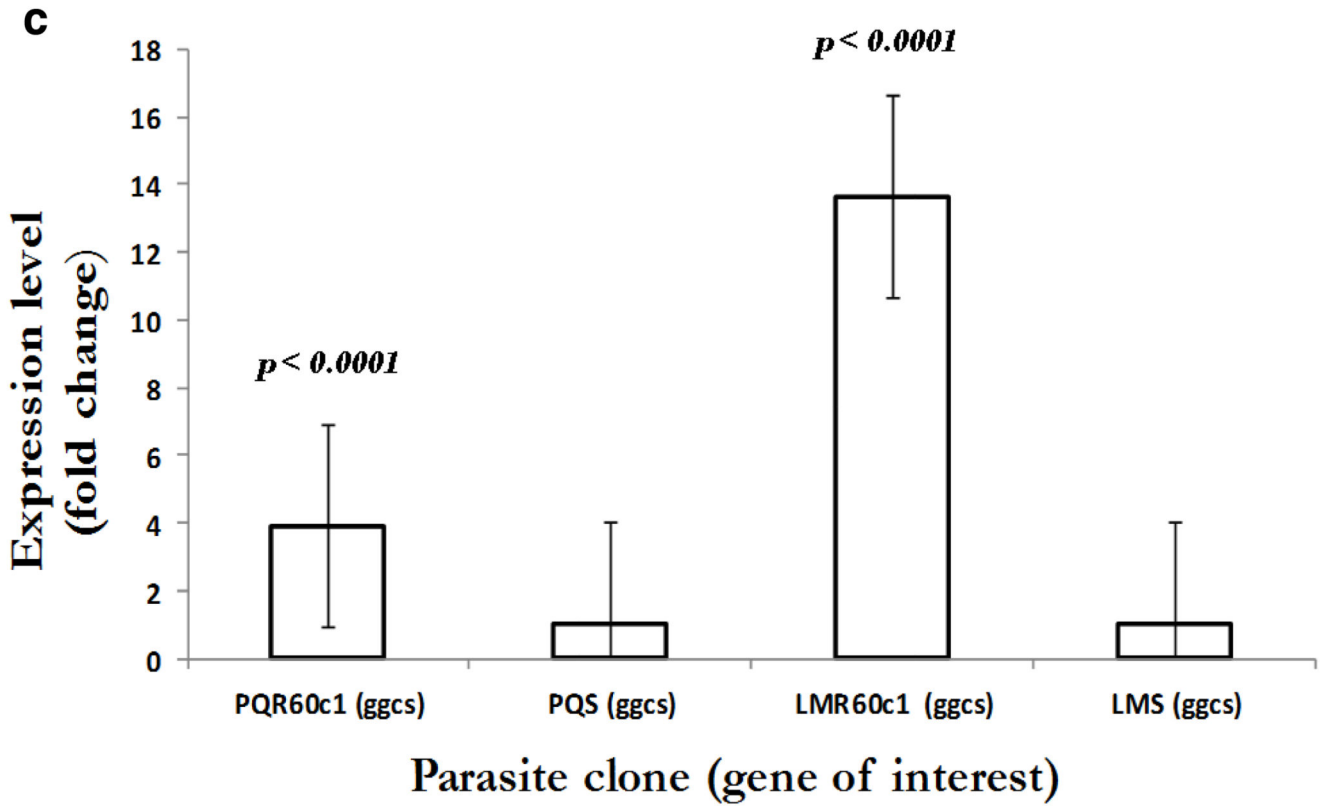 c
p < 0.0001
p < 0.0001
Expression level
(fold change)
18
16
14
12
10
8
6
4
2
0
PQR60c1 (ggcs)
PQS (ggcs)
LMR60c1 (ggcs)
LMS (ggcs)
Parasite clone (gene of interest)